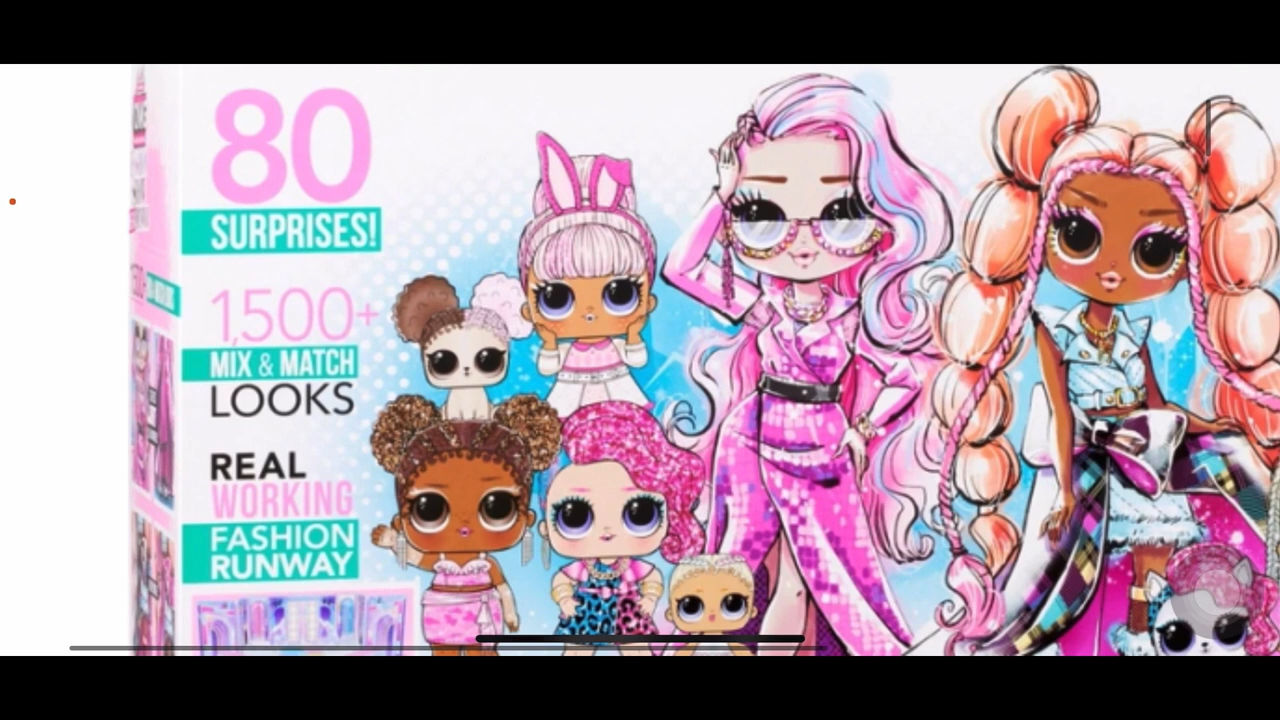 80
SURPRISES!
1,500+
MIX & MATCH
LOOKS
REAL
WORKING
FASHION
RUNWAY